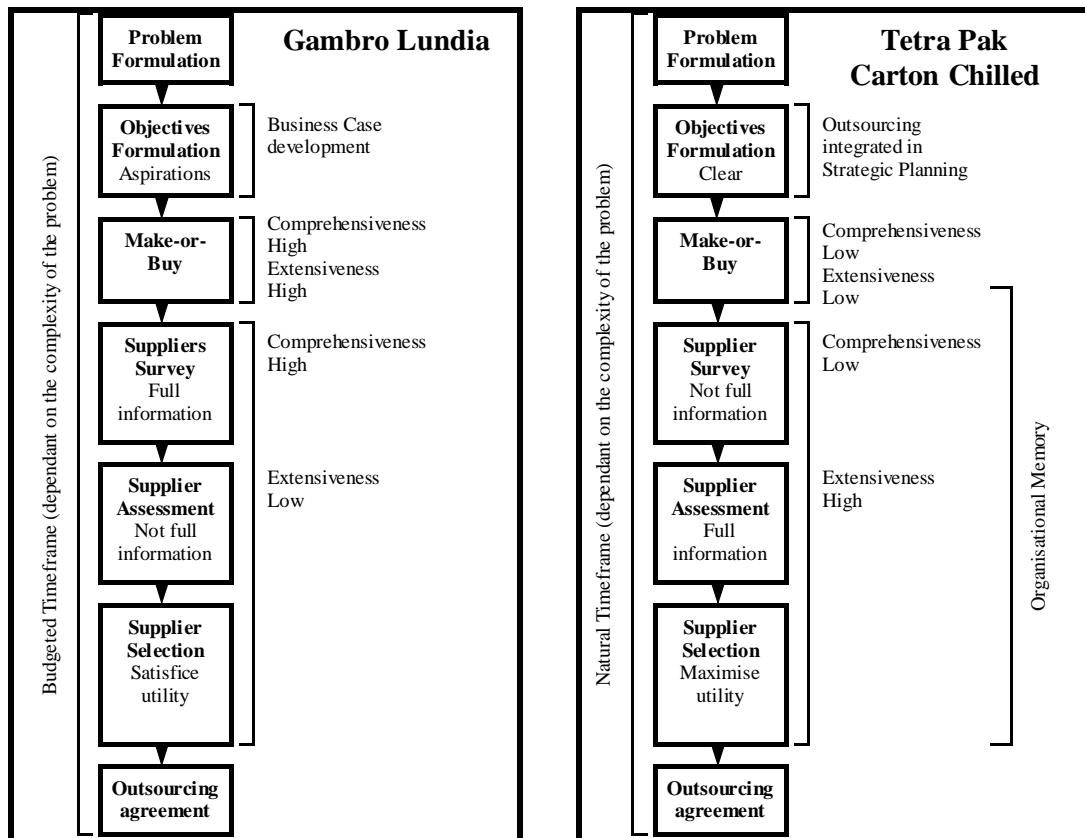 Gambro Lundia
Budgeted Timeframe (dependant on the complexity of the problem)
Problem
Formulation
Objectives
Formulation
Aspirations
Business Case
development
Make-or-
Buy
Comprehensiveness
High
Extensiveness
High
Suppliers
Survey
Full
information
Comprehensiveness
High
Supplier
Assessment
Not full
information
Extensiveness
Low
Supplier
Selection
Satisfice
utility
Outsourcing
agreement
Tetra Pak
Carton Chilled
Natural Timeframe (dependant on the complexity of the problem)
Problem
Formulation
Objectives
Formulation
Clear
Outsourcing
integrated in
Strategic Planning
Make-or-
Buy
Comprehensiveness
Low
Extensiveness
Low
Supplier
Survey
Not full
information
Comprehensiveness
Low
Supplier
Assessment
Full
information
Extensiveness
High
Supplier
Selection
Maximise
utility
Organisational Memory
Outsourcing
agreement